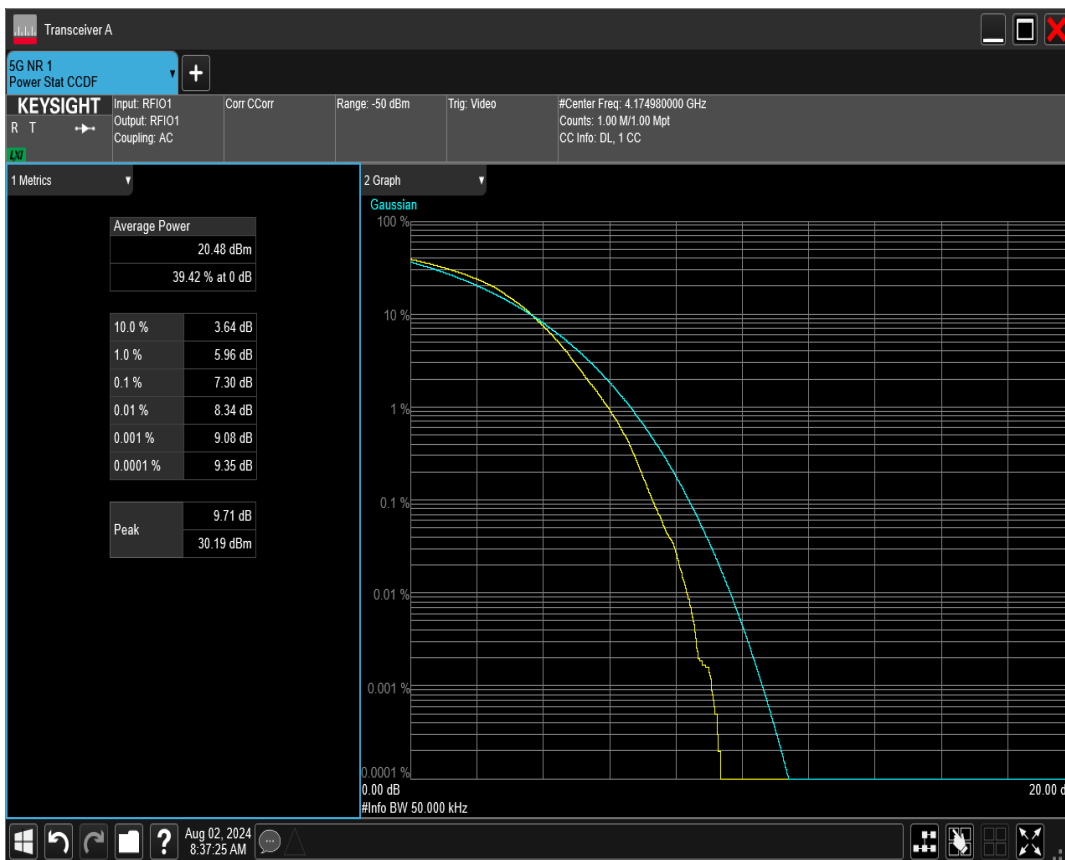 Transceiver A
5G NR 1
Power Stat CCDF
+
KEYSIGHT
R T
LXI
Input: RFIO1
Output: RFIO1
Coupling: AC
Corr CCorr
Range: -50 dBm
Trig: Video
#Center Freq: 4.174980000 GHz
Counts: 1.00 M/1.00 Mpt
CC Info: DL, 1 CC
1 Metrics
Average Power
20.48 dBm
39.42 % at 0 dB
10.0 % 3.64 dB
1.0 % 5.96 dB
0.1 % 7.30 dB
0.01 % 8.34 dB
0.001 % 9.08 dB
0.0001 % 9.35 dB
Peak
9.71 dB
30.19 dBm
2 Graph
Gaussian
100 %
10 %
1 %
0.1 %
0.01 %
0.001 %
0.0001 %
0.00 dB
20.00 d
#Info BW 50.000 kHz
?
Aug 02, 2024
8:37:25 AM